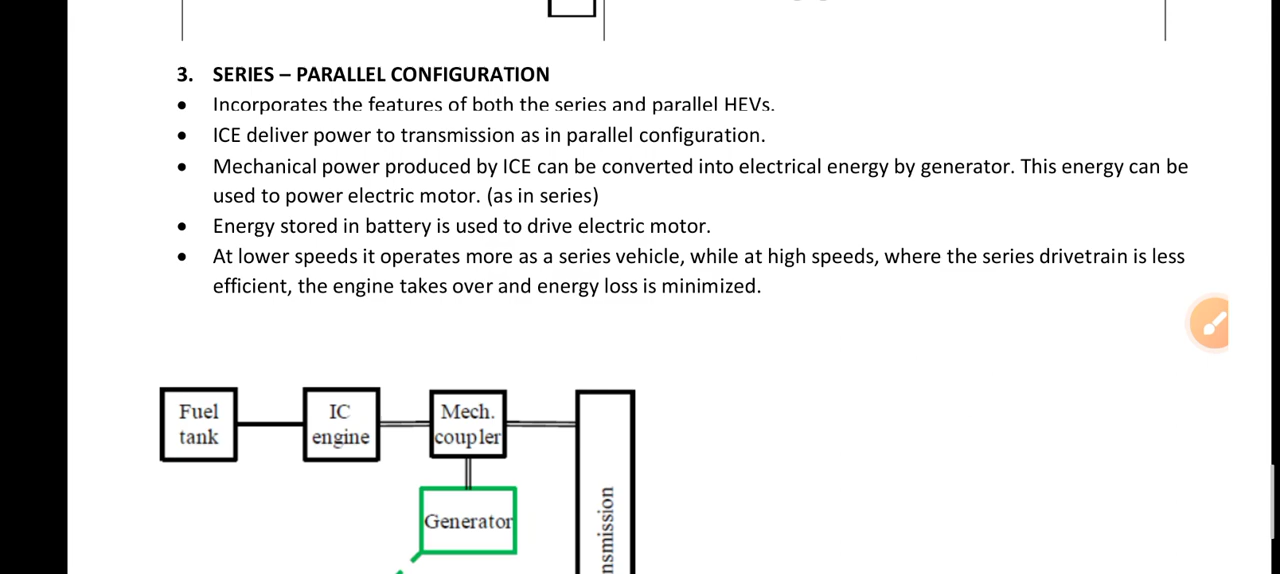 3. SERIES – PARALLEL CONFIGURATION
• Incorporates the features of both the series and parallel HEVs.
• ICE deliver power to transmission as in parallel configuration.
• Mechanical power produced by ICE can be converted into electrical energy by generator. This energy can be
used to power electric motor. (as in series)
• Energy stored in battery is used to drive electric motor.
• At lower speeds it operates more as a series vehicle, while at high speeds, where the series drivetrain is less
efficient, the engine takes over and energy loss is minimized.
Fuel
tank
IC
engine
Mech.
coupler
Generator
nsmission